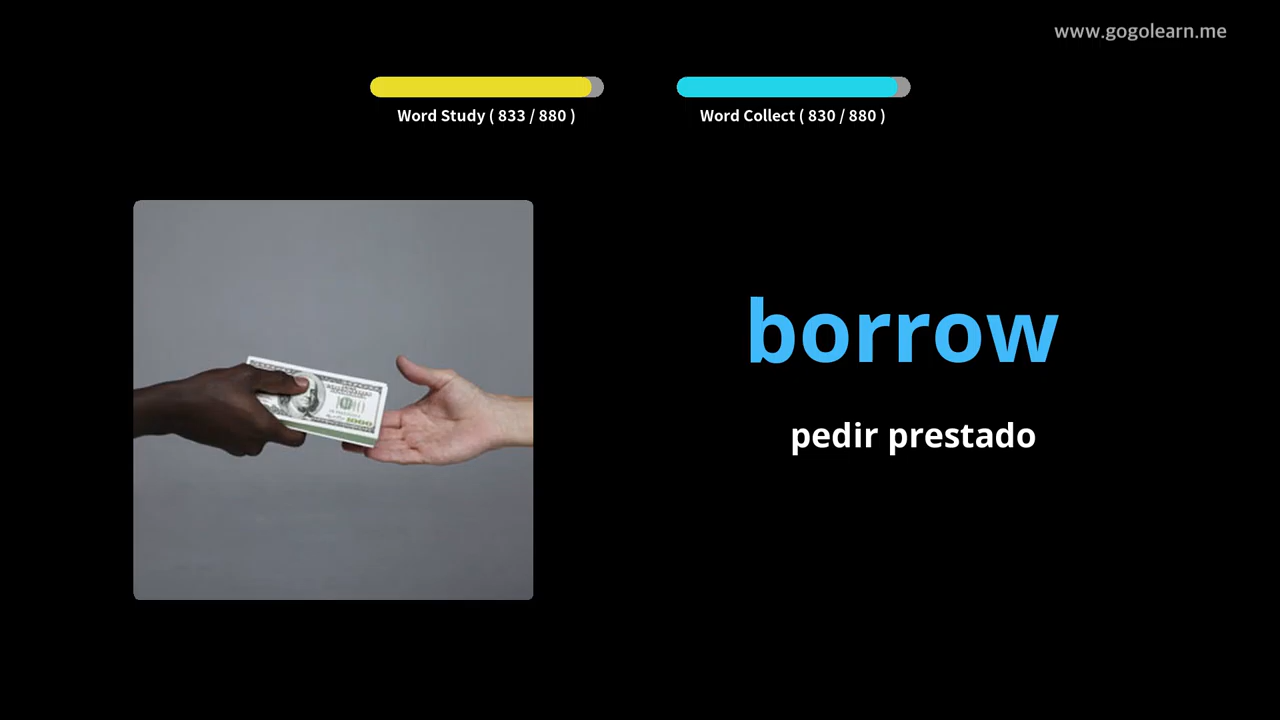 www.gogolearn.me
Word Study ( 833 / 880 )
Word Collect ( 830 / 880 )
borrow
pedir prestado